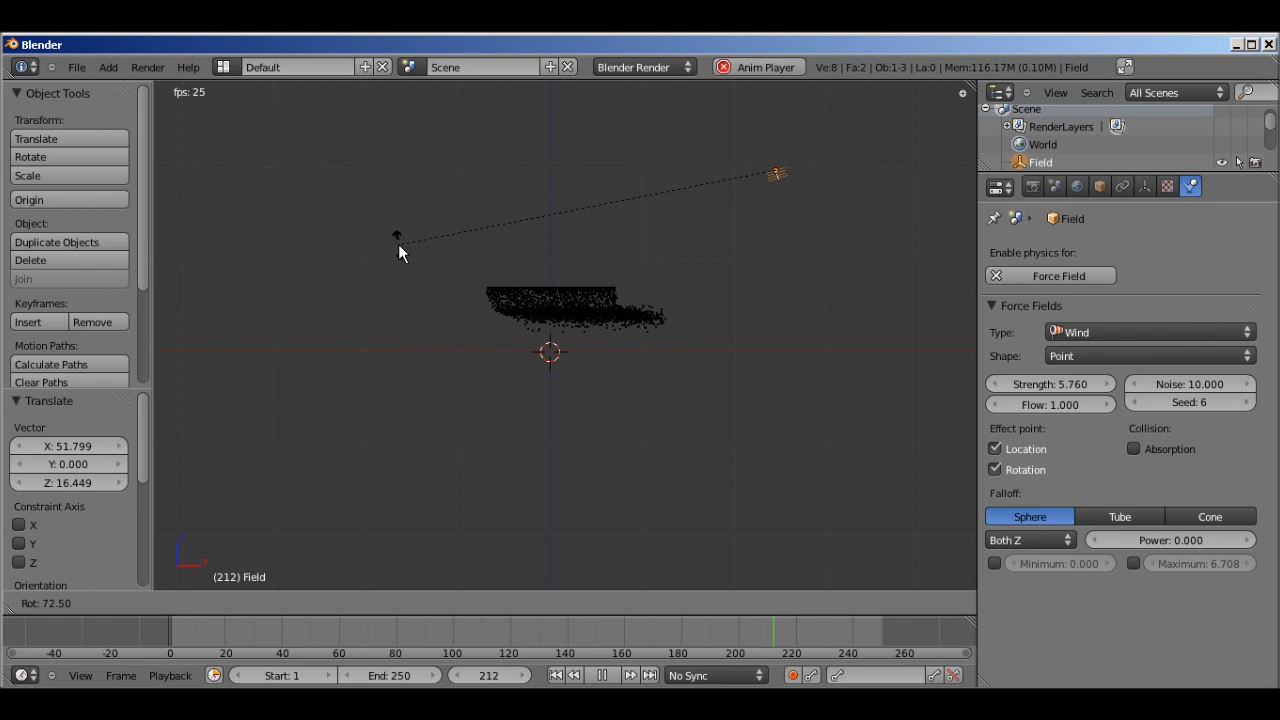 Blender
File Add Render Help Default Scene Blender Render Anim Player Ve:8 | Fa:2 | Ob:1-3 | La:0 | Mem:116.17M (0.10M) | Field
Object Tools
Transform:
Translate
Rotate
Scale
Origin
Object:
Duplicate Objects
Delete
Join
Keyframes:
Insert Remove
Motion Paths:
Calculate Paths
Clear Paths
Translate
Vector
X: 51.799
Y: 0.000
Z: 16.449
Constraint Axis
X
Y
Z
Orientation
fps: 25
(212) Field
Rot: 72.50
View Search All Scenes
Scene
RenderLayers |
World
Field
Field
Enable physics for:
Force Field
Force Fields
Type: Wind
Shape: Point
Strength: 5.760 Noise: 10.000
Flow: 1.000 Seed: 6
Effect point: Collision:
Location Absorption
Rotation
Falloff:
Sphere Tube Cone
Both Z Power: 0.000
Minimum: 0.000 Maximum: 6.708
-40 -20 0 20 40 60 80 100 120 140 160 180 200 220 240 260
View Frame Playback Start: 1 End: 250 212 No Sync